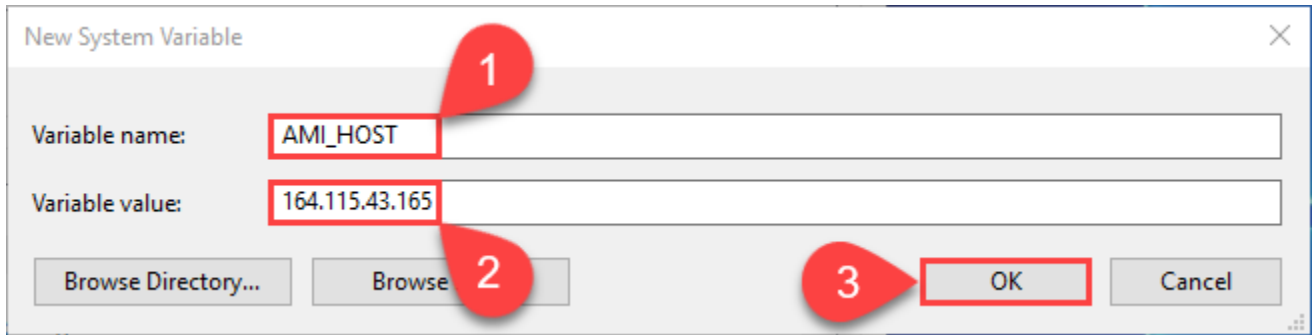 New System Variable
1
Variable name: AMI_HOST
Variable value: 164.115.43.165
Browse Directory... Browse 2 3 OK Cancel